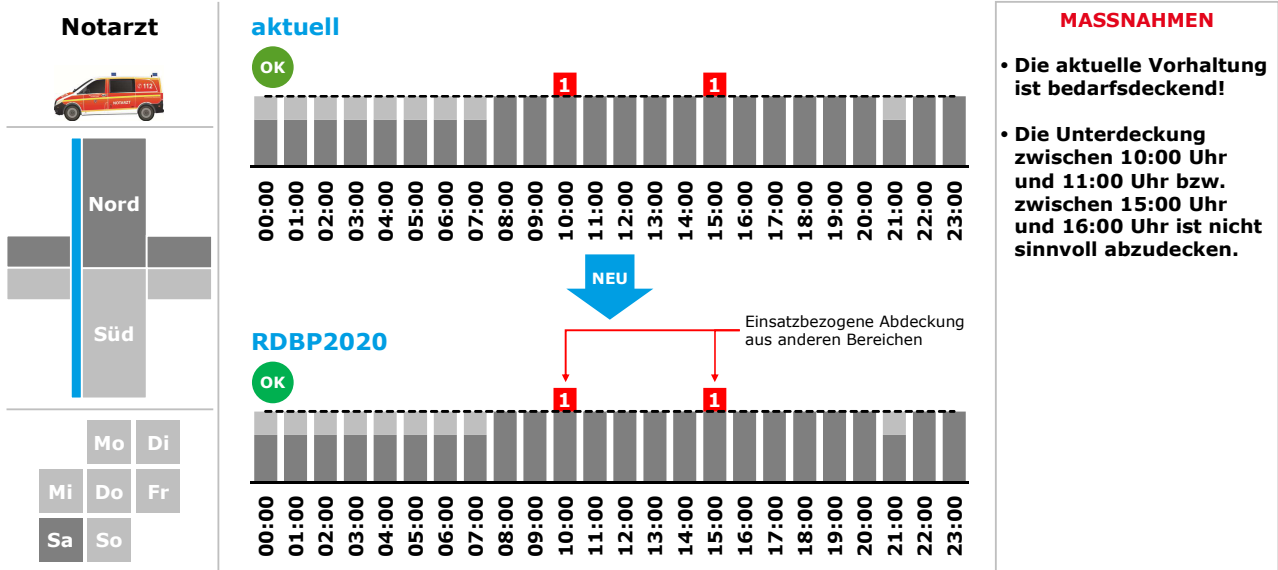 Notarzt
112
NOTARZT
Nord
Süd
Mo Di
Mi Do Fr
Sa So
aktuell
OK
1 1
00:00 01:00 02:00 03:00 04:00 05:00 06:00 07:00 08:00 09:00 10:00 11:00 12:00 13:00 14:00 15:00 16:00 17:00 18:00 19:00 20:00 21:00 22:00 23:00
NEU
Einsatzbezogene Abdeckung
aus anderen Bereichen
RDBP2020
OK
1 1
00:00 01:00 02:00 03:00 04:00 05:00 06:00 07:00 08:00 09:00 10:00 11:00 12:00 13:00 14:00 15:00 16:00 17:00 18:00 19:00 20:00 21:00 22:00 23:00
MASSNAHMEN
• Die aktuelle Vorhaltung
ist bedarfsdeckend!
• Die Unterdeckung
zwischen 10:00 Uhr
und 11:00 Uhr bzw.
zwischen 15:00 Uhr
und 16:00 Uhr ist nicht
sinnvoll abzudecken.